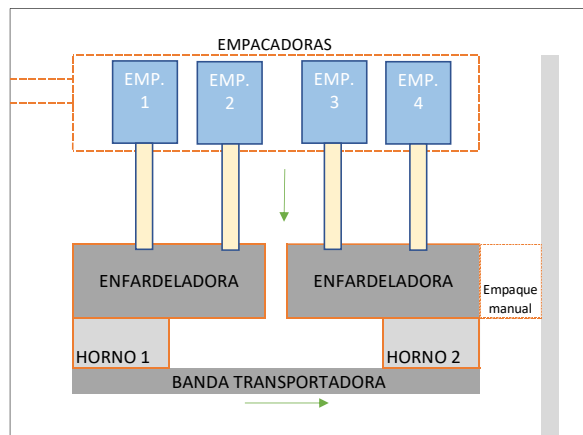 EMPACADORAS
EMP.
1
EMP.
2
EMP.
3
EMP.
4
ENFARDELADORA
ENFARDELADORA
Empaque
manual
HORNO 1
HORNO 2
BANDA TRANSPORTADORA